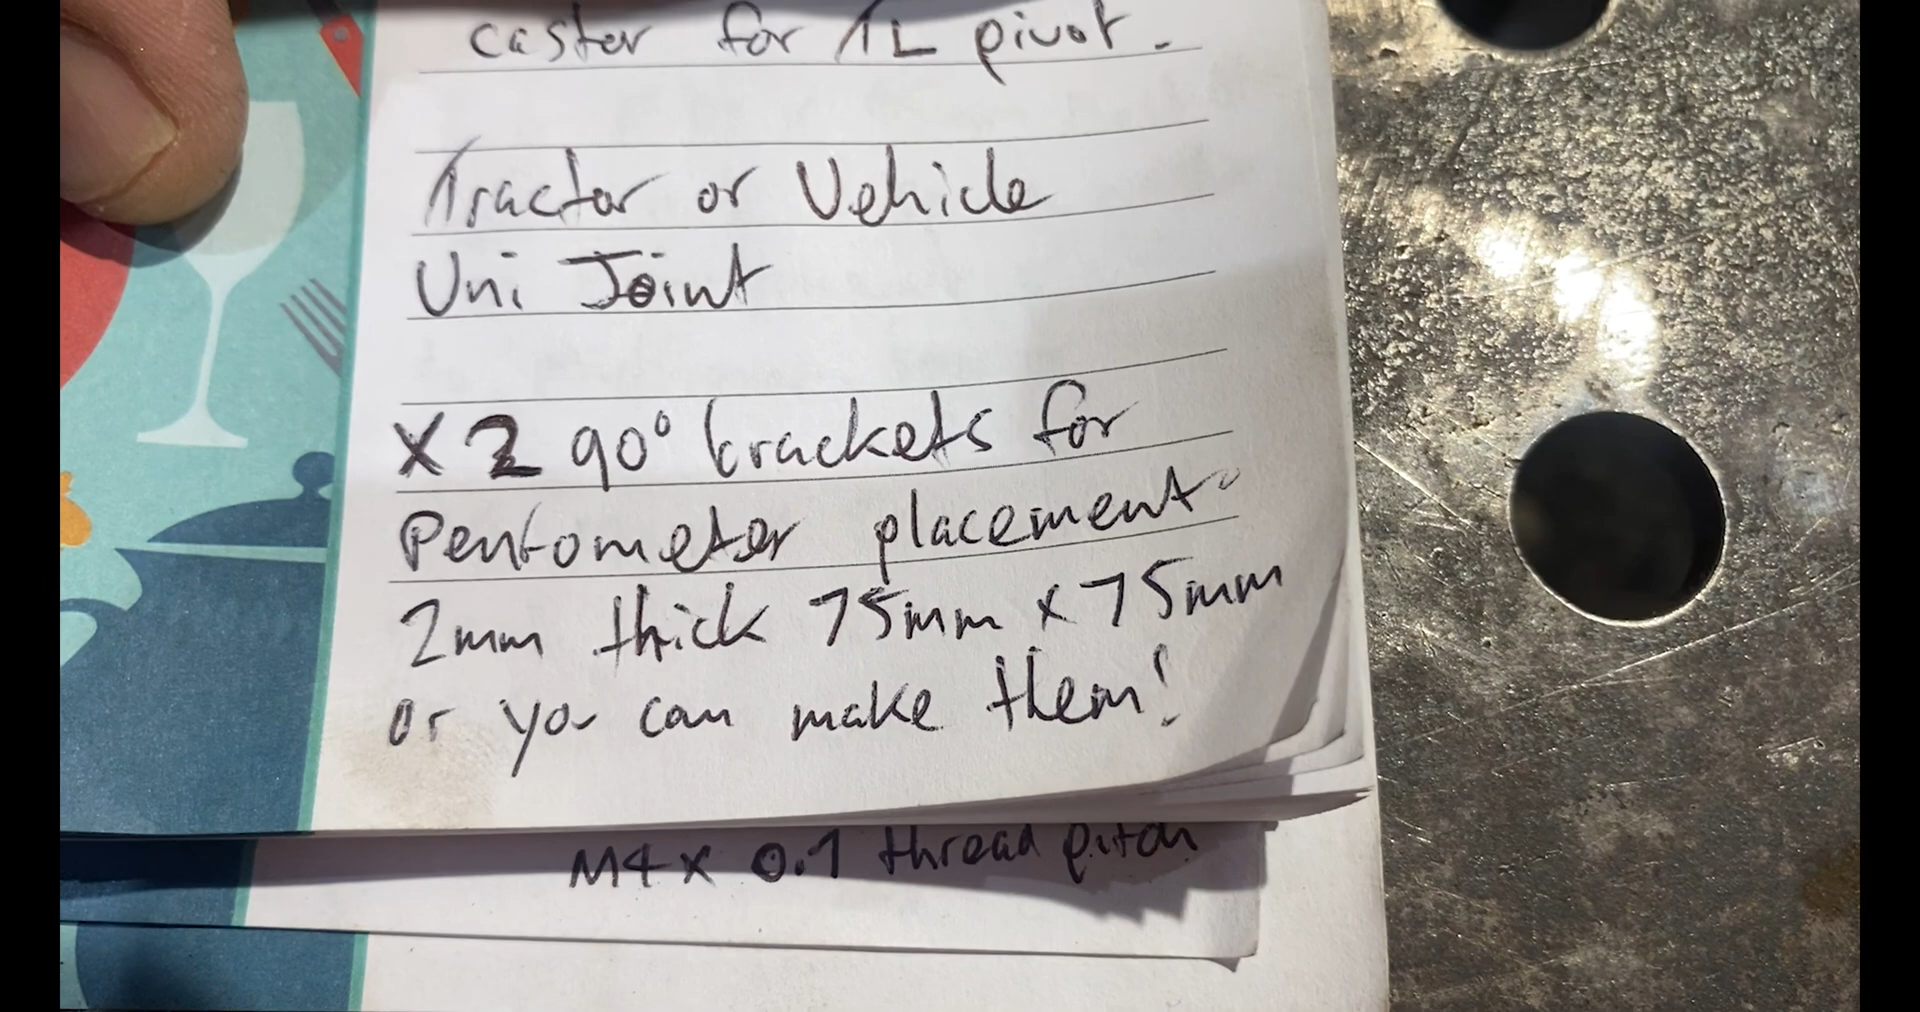 caster for TL pivot.
Tractor or Vehicle
Uni Joint
X 2 90° brackets for
Pentometer placement.
2mm thick 75mm x 75mm
or you can make them!
M4 x 0.7 thread pitch